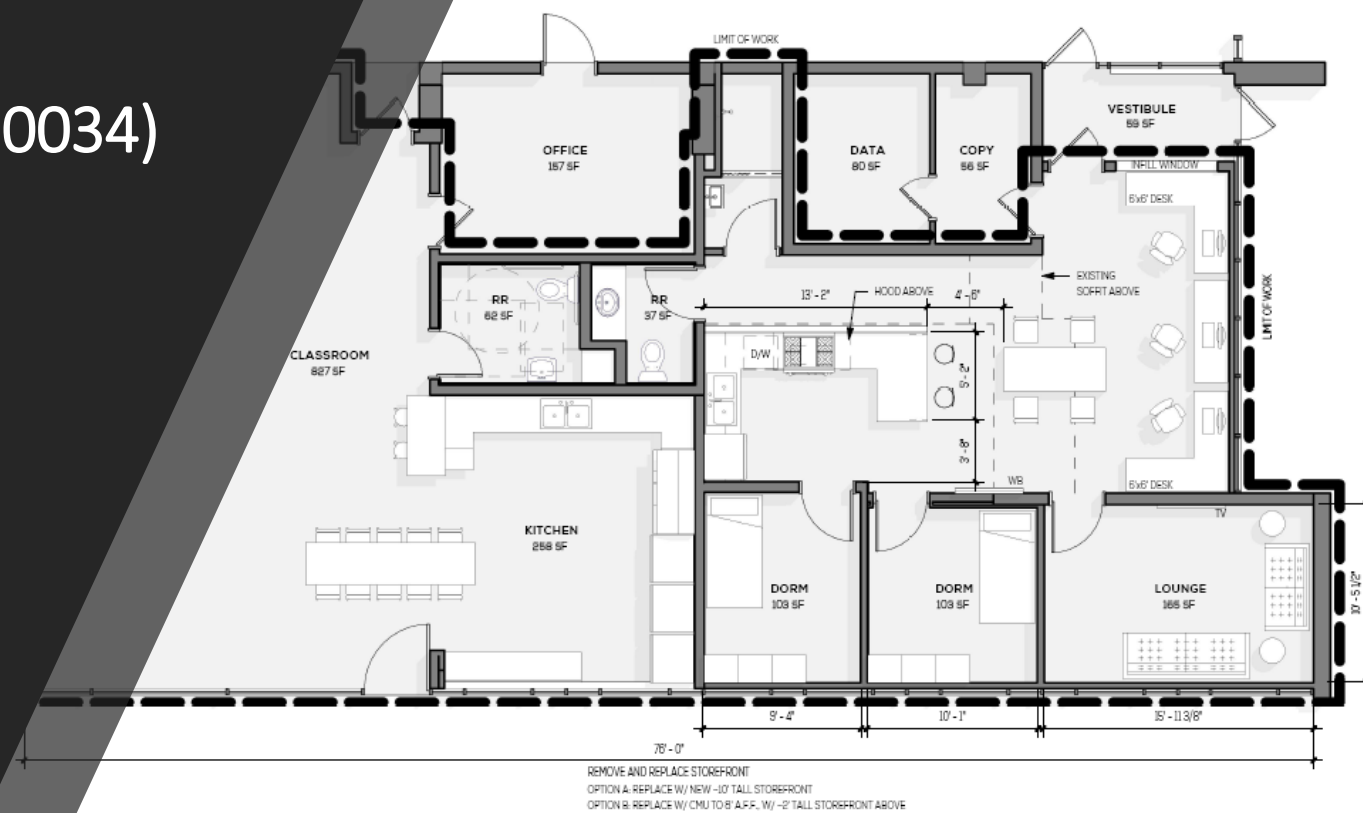 0034)
LIMIT OF WORK
OFFICE
157 SF
DATA
80 SF
COPY
56 SF
VESTIBULE
59 SF
INFILL WINDOW
6'x6' DESK
EXISTING
SOFFIT ABOVE
LIMIT OF WORK
13' - 2"
HOOD ABOVE
4' - 6"
RR
62 SF
RR
37 SF
D/W
5' - 2"
3' - 8"
CLASSROOM
827 SF
WB
6'x6' DESK
TV
KITCHEN
258 SF
DORM
103 SF
DORM
103 SF
LOUNGE
165 SF
10' - 5 1/2"
9' - 4"
10' - 1"
15' - 11 3/8"
76' - 0"
REMOVE AND REPLACE STOREFRONT
OPTION A: REPLACE W/ NEW ~10' TALL STOREFRONT
OPTION B: REPLACE W/ CMU TO 8' A.F.F., W/ ~2' TALL STOREFRONT ABOVE